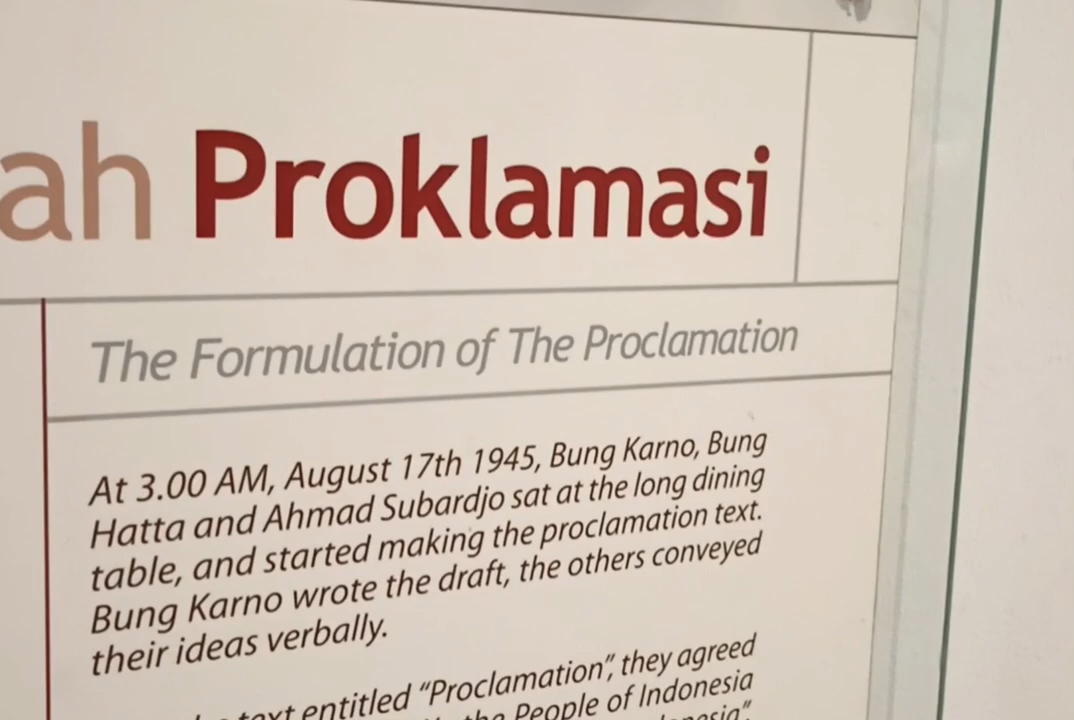 ah Proklamasi
The Formulation of The Proclamation
At 3.00 AM, August 17th 1945, Bung Karno, Bung
Hatta and Ahmad Subardjo sat at the long dining
table, and started making the proclamation text.
Bung Karno wrote the draft, the others conveyed
their ideas verbally.
text entitled “Proclamation”, they agreed
the People of Indonesia